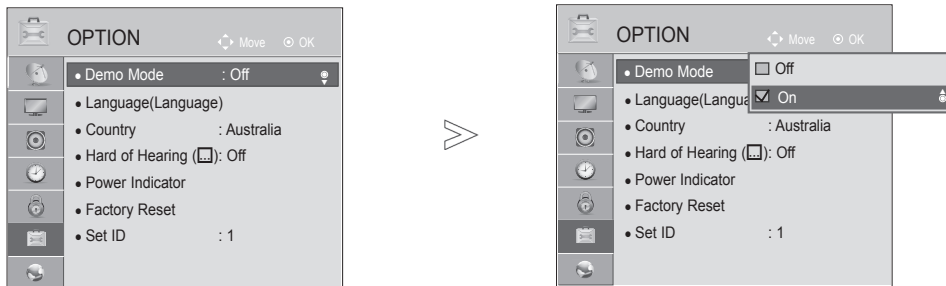 OPTION
Move OK
• Demo Mode : Off
• Language(Language)
• Country : Australia
• Hard of Hearing ( ... ): Off
• Power Indicator
• Factory Reset
• Set ID : 1
OPTION
Move OK
• Demo Mode
Off
• Language(Langua
On
• Country : Australia
• Hard of Hearing ( ... ): Off
• Power Indicator
• Factory Reset
• Set ID : 1